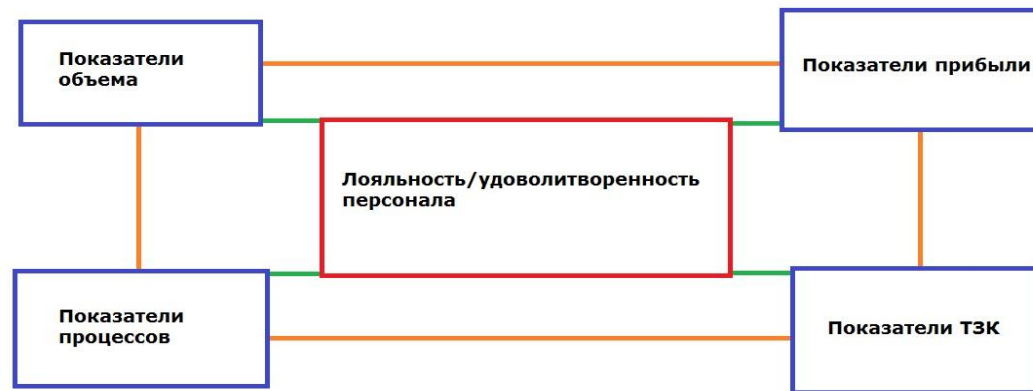 Показатели
объема
Показатели прибыли
Лояльность/удоволитворенность
персонала
Показатели
процессов
Показатели ТЗК